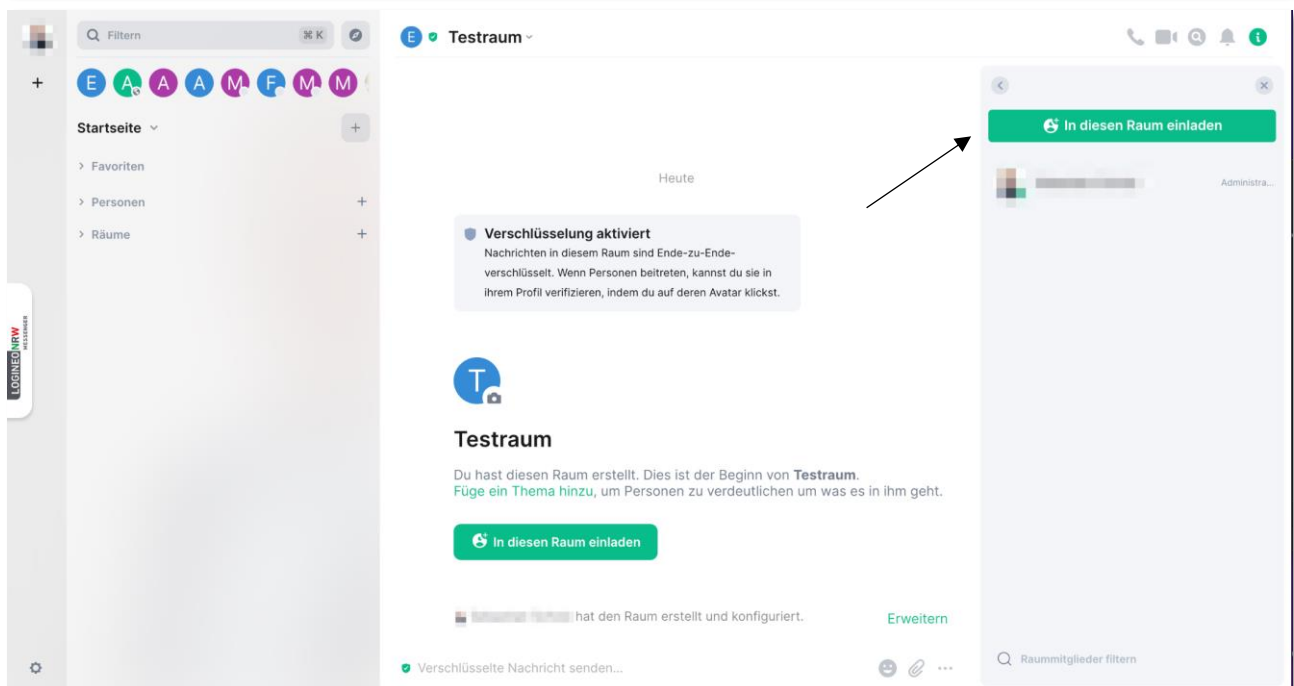 Filtern
⌘ K
E
Testraum
E A A A M F M M
Startseite
Favoriten
Personen
Räume
LOGINEO NRW
MESSENGER
Heute
Verschlüsselung aktiviert
Nachrichten in diesem Raum sind Ende-zu-Ende-
verschlüsselt. Wenn Personen beitreten, kannst du sie in
ihrem Profil verifizieren, indem du auf deren Avatar klickst.
T
Testraum
Du hast diesen Raum erstellt. Dies ist der Beginn von Testraum.
Füge ein Thema hinzu, um Personen zu verdeutlichen um was es in ihm geht.
In diesen Raum einladen
hat den Raum erstellt und konfiguriert.
Erweitern
Verschlüsselte Nachricht senden...
In diesen Raum einladen
Administra...
Raummitglieder filtern